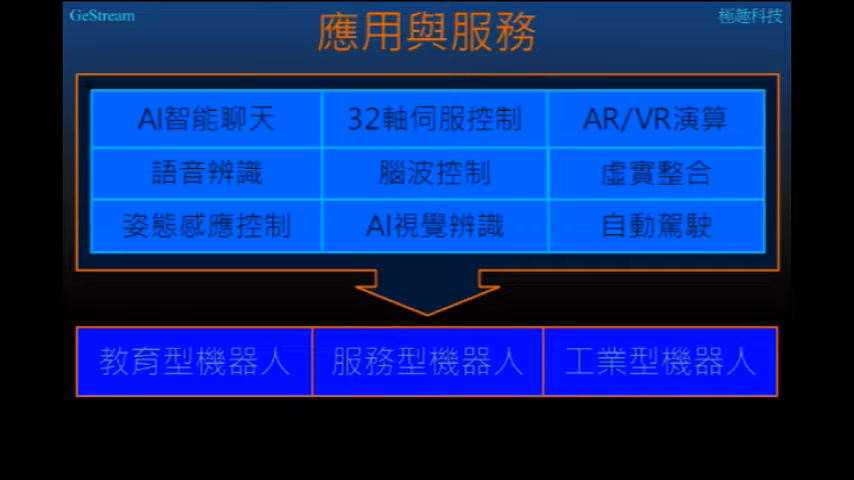 GeStream
極趣科技
應用與服務
AI智能聊天 32軸伺服控制 AR/VR演算
語音辨識 腦波控制 虛實整合
姿態感應控制 AI視覺辨識 自動駕駛
教育型機器人 服務型機器人 工業型機器人